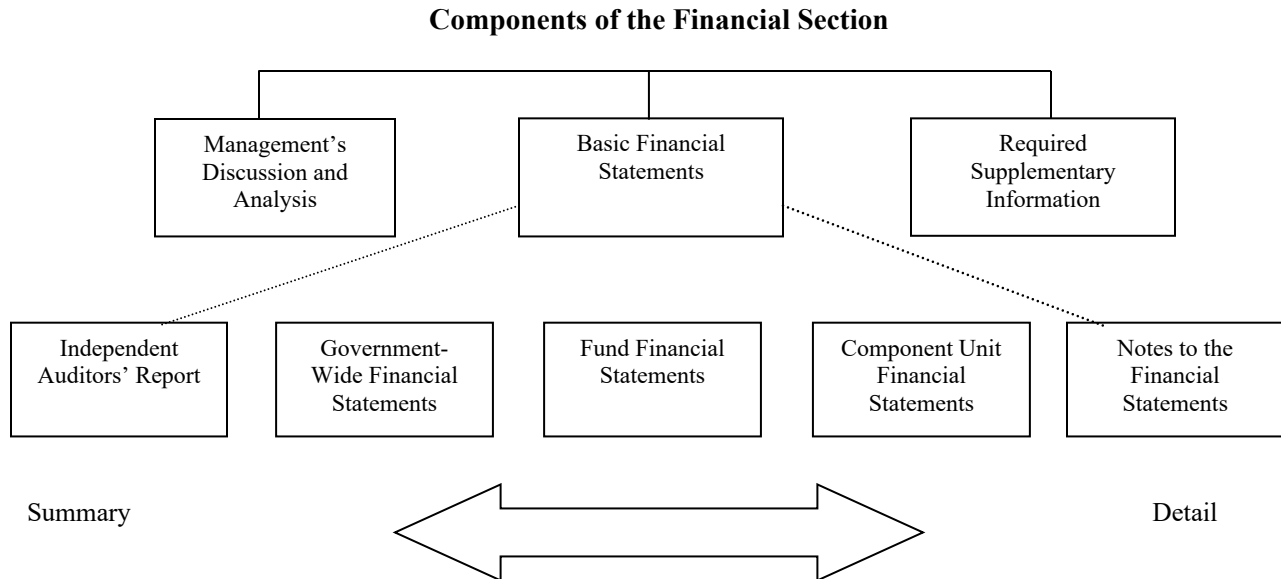 Components of the Financial Section
Management’s
Discussion and
Analysis
Basic Financial
Statements
Required
Supplementary
Information
Independent
Auditors’ Report
Government-
Wide Financial
Statements
Fund Financial
Statements
Component Unit
Financial
Statements
Notes to the
Financial
Statements
Summary
Detail